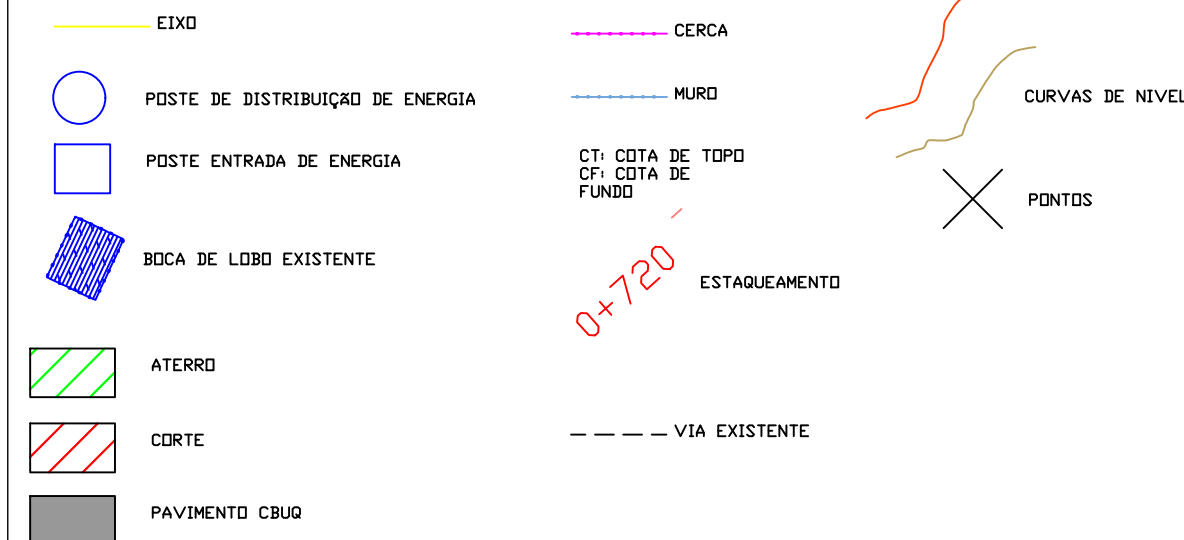 EIXO
POSTE DE DISTRIBUIÇÃO DE ENERGIA
POSTE ENTRADA DE ENERGIA
BOCA DE LOBO EXISTENTE
ATERRO
CORTE
PAVIMENTO CBUQ
CERCA
MURO
CT: COTA DE TOPO
CF: COTA DE
FUNDO
0+720
ESTAQUEAMENTO
VIA EXISTENTE
CURVAS DE NIVEL
PONTOS